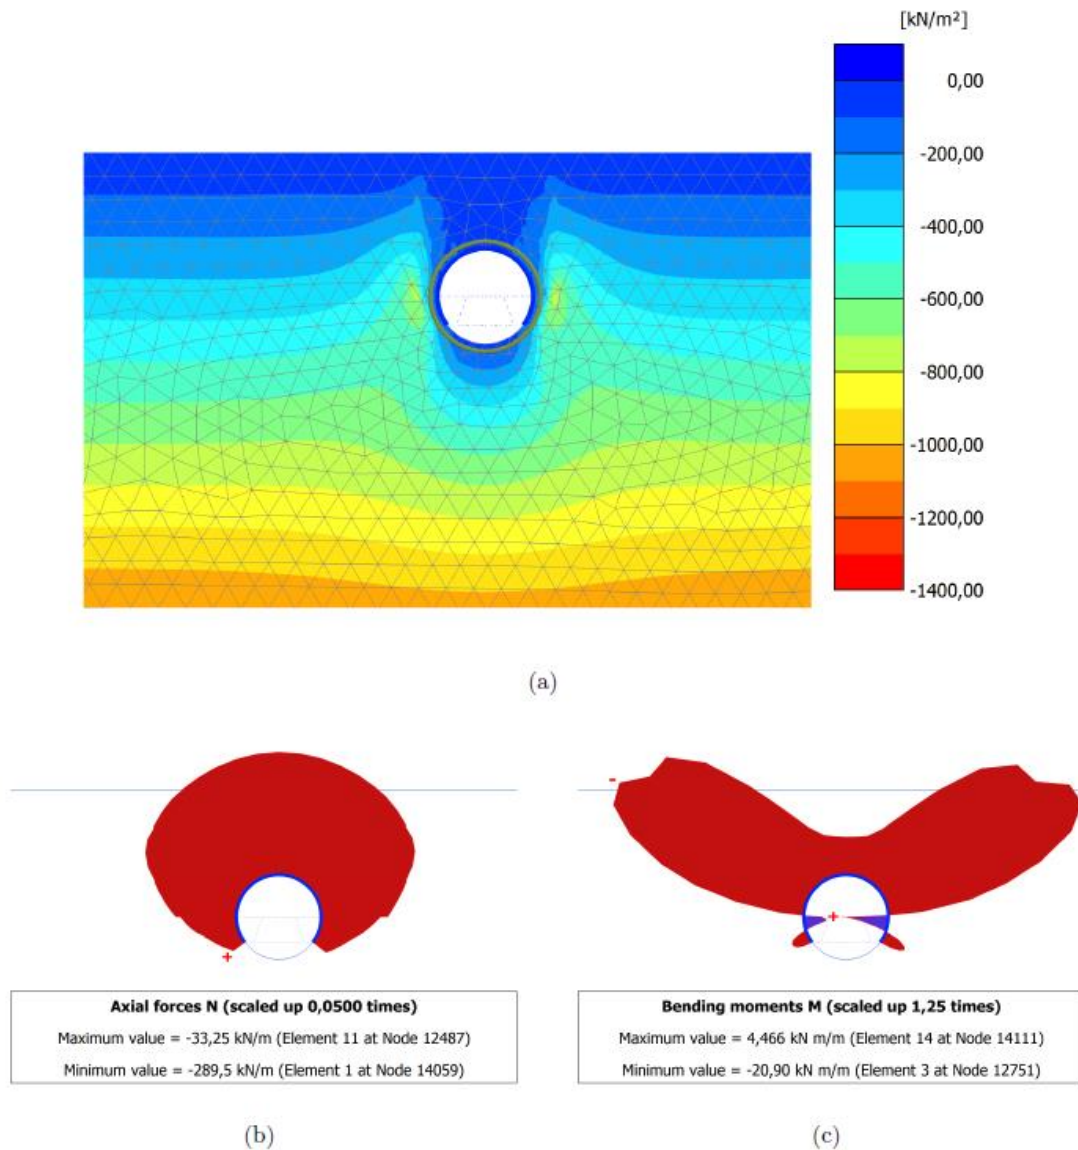 [kN/m²]
0,00
-200,00
-400,00
-600,00
-800,00
-1000,00
-1200,00
-1400,00
(a)
-
+
Axial forces N (scaled up 0,0500 times)
Maximum value = -33,25 kN/m (Element 11 at Node 12487)
Minimum value = -289,5 kN/m (Element 1 at Node 14059)
(b)
+
Bending moments M (scaled up 1,25 times)
Maximum value = 4,466 kN m/m (Element 14 at Node 14111)
Minimum value = -20,90 kN m/m (Element 3 at Node 12751)
(c)